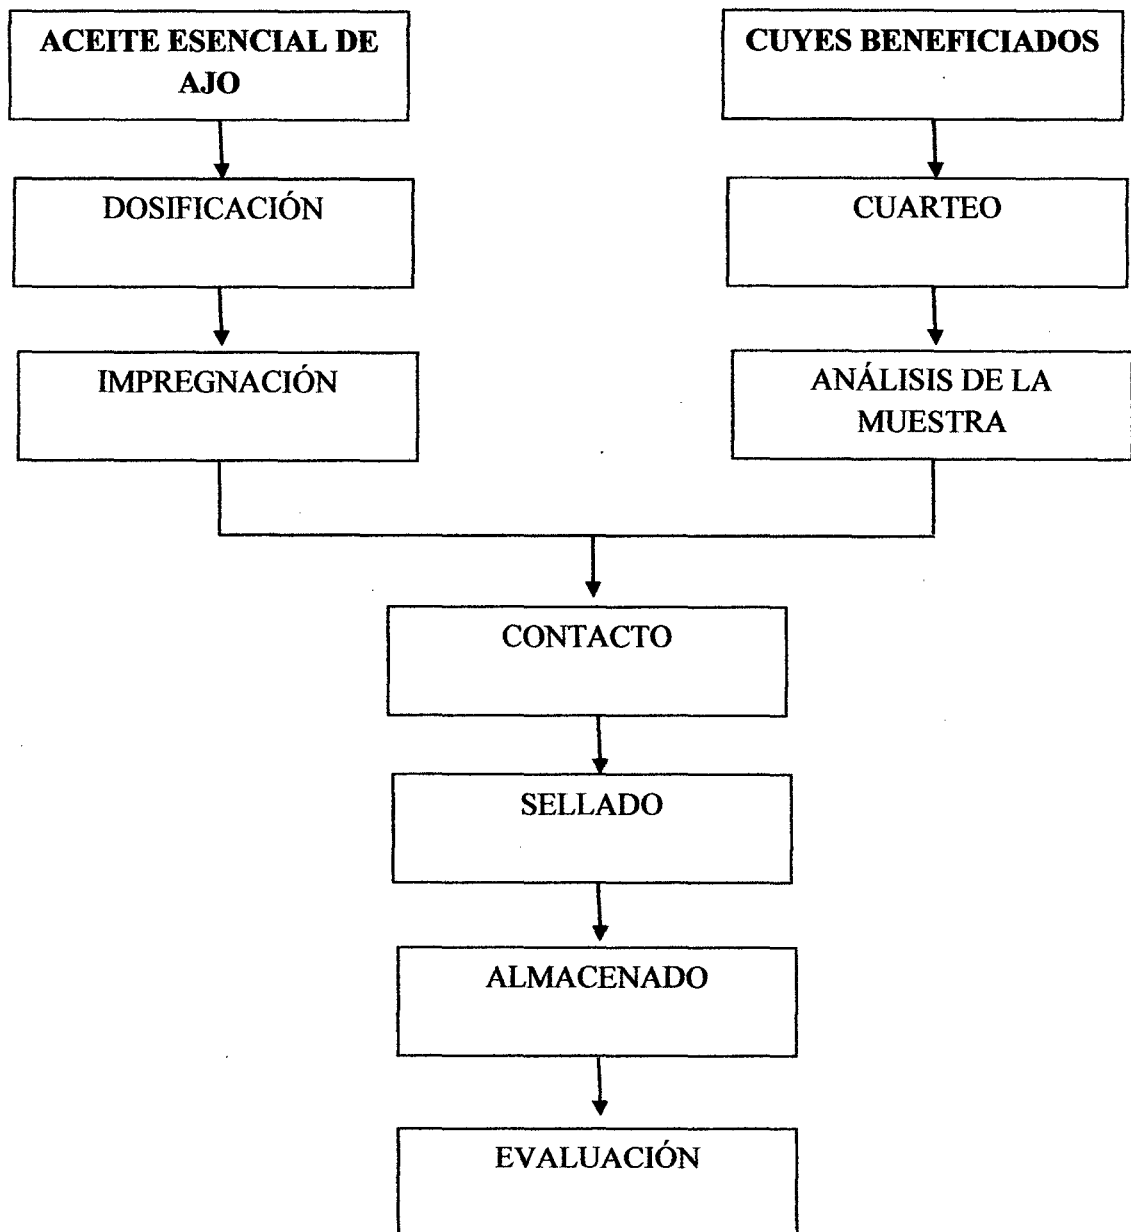 ACEITE ESENCIAL DE
AJO
CUYES BENEFICIADOS
DOSIFICACIÓN
CUARTEO
IMPREGNACIÓN
ANÁLISIS DE LA
MUESTRA
CONTACTO
SELLADO
ALMACENADO
EVALUACIÓN